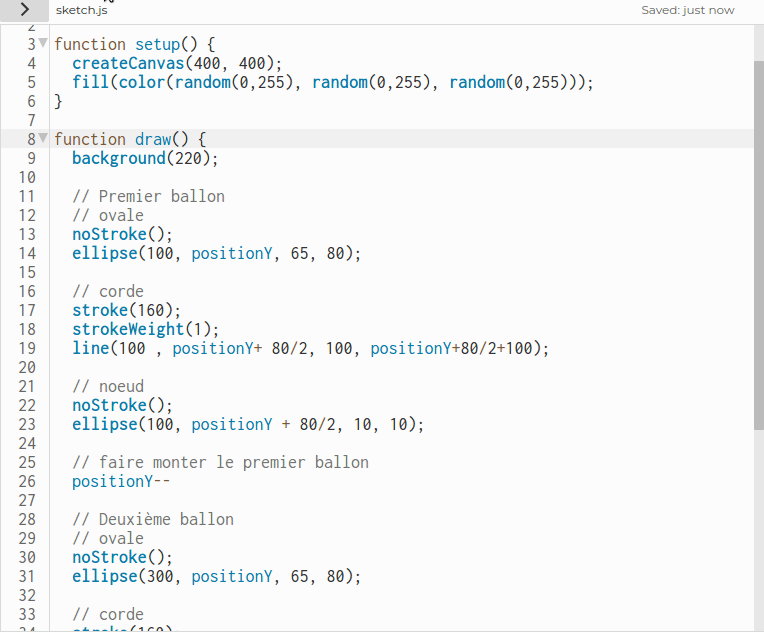 sketch.js
Saved: just now
2
3 function setup() {
4 createCanvas(400, 400);
5 fill(color(random(0,255), random(0,255), random(0,255)));
6 }
7
8 function draw() {
9 background(220);
10
11 // Premier ballon
12 // ovale
13 noStroke();
14 ellipse(100, positionY, 65, 80);
15
16 // corde
17 stroke(160);
18 strokeWeight(1);
19 line(100 , positionY+ 80/2, 100, positionY+80/2+100);
20
21 // noeud
22 noStroke();
23 ellipse(100, positionY + 80/2, 10, 10);
24
25 // faire monter le premier ballon
26 positionY--
27
28 // Deuxième ballon
29 // ovale
30 noStroke();
31 ellipse(300, positionY, 65, 80);
32
33 // corde
34 stroke(160)